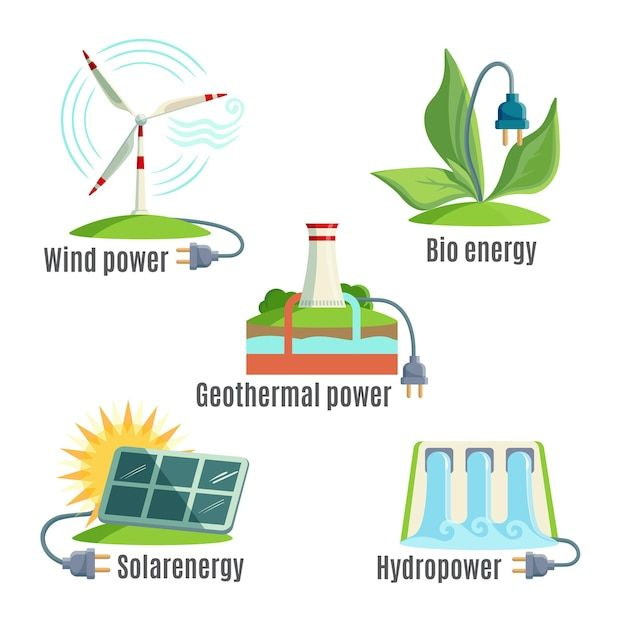 Wind power
Bio energy
Geothermal power
Solarenergy
Hydropower